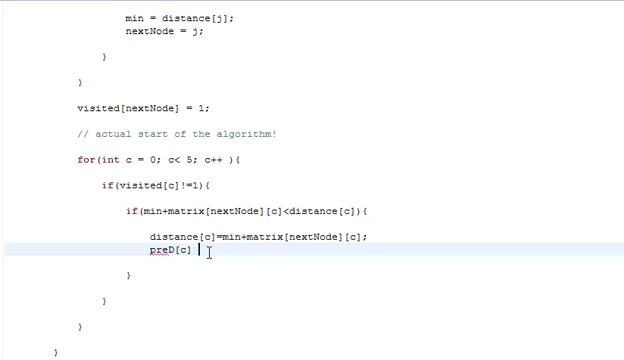 min = distance[j];
nextNode = j;
}
}
visited[nextNode] = 1;
// actual start of the algorithm!
for(int c = 0; c< 5; c++ ){
if(visited[c]!=1){
if(min+matrix[nextNode][c]<distance[c]){
distance[c]=min+matrix[nextNode][c];
preD[c]
}
}
}
}